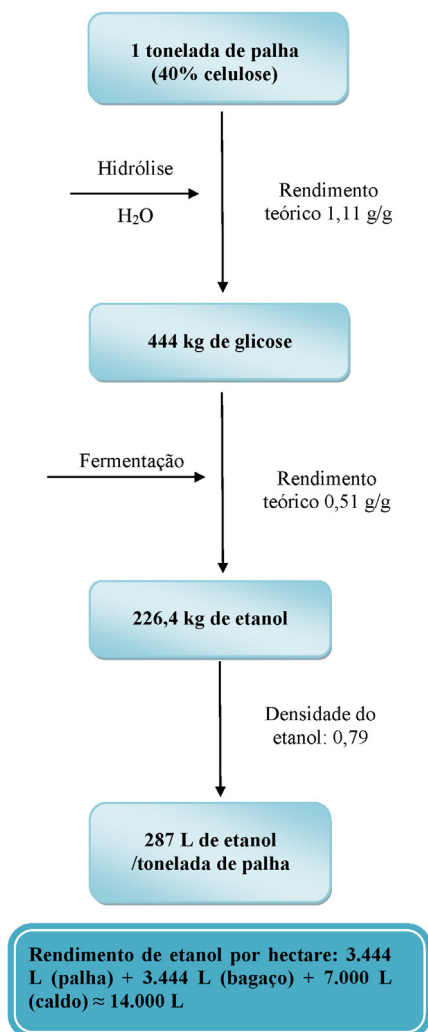 1 tonelada de palha
(40% celulose)
Hidrólise
H₂O
Rendimento
teórico 1,11 g/g
444 kg de glicose
Fermentação
Rendimento
teórico 0,51 g/g
226,4 kg de etanol
Densidade do
etanol: 0,79
287 L de etanol
/tonelada de palha
Rendimento de etanol por hectare: 3.444
L (palha) + 3.444 L (bagaço) + 7.000 L
(caldo) ≈ 14.000 L